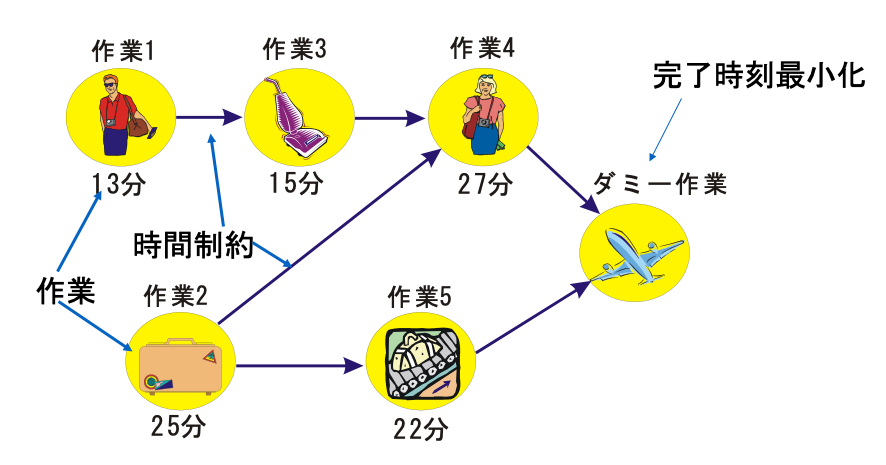 作業1
作業3
作業4
完了時刻最小化
13分
15分
27分
ダミー作業
時間制約
作業
作業2
作業5
25分
22分